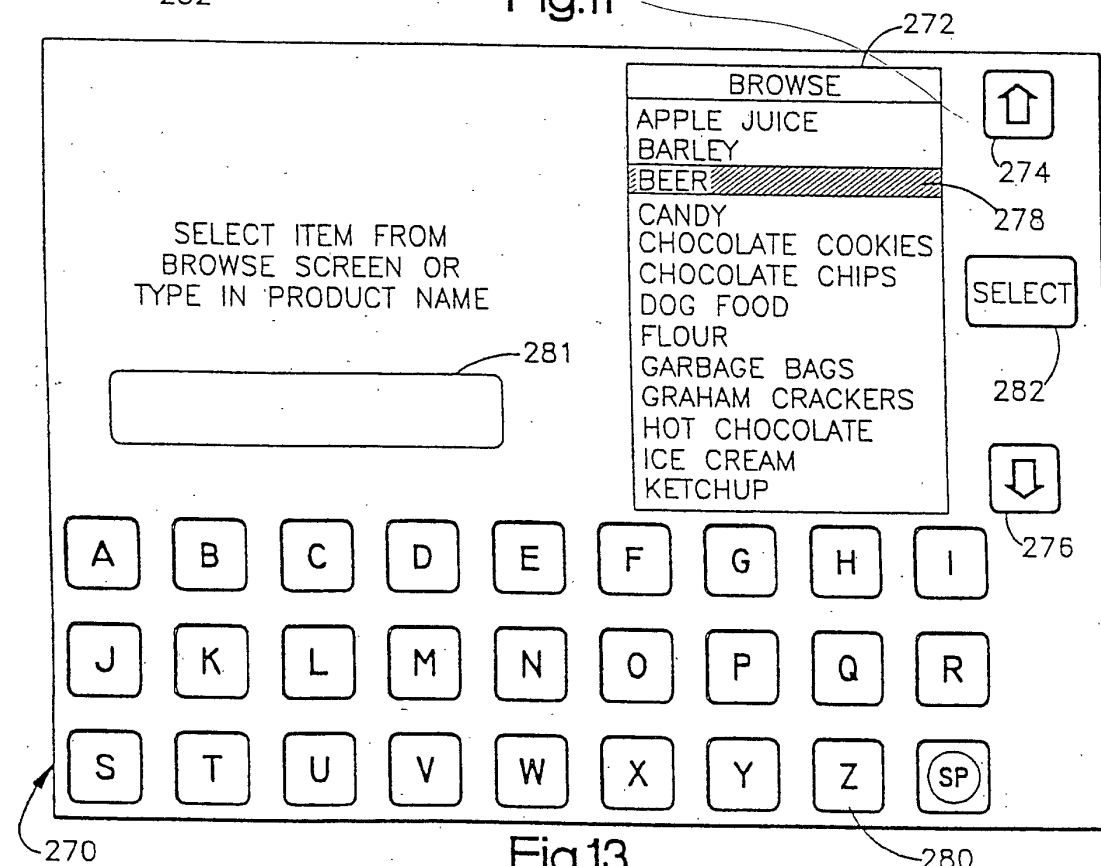 Fig.11
272
BROWSE
APPLE JUICE
BARLEY
BEER
CANDY
CHOCOLATE COOKIES
CHOCOLATE CHIPS
DOG FOOD
FLOUR
GARBAGE BAGS
GRAHAM CRACKERS
HOT CHOCOLATE
ICE CREAM
KETCHUP
274
278
SELECT
282
276
SELECT ITEM FROM
BROWSE SCREEN OR
TYPE IN PRODUCT NAME
281
A B C D E F G H I
J K L M N O P Q R
S T U V W X Y Z SP
270
Fig.13
280